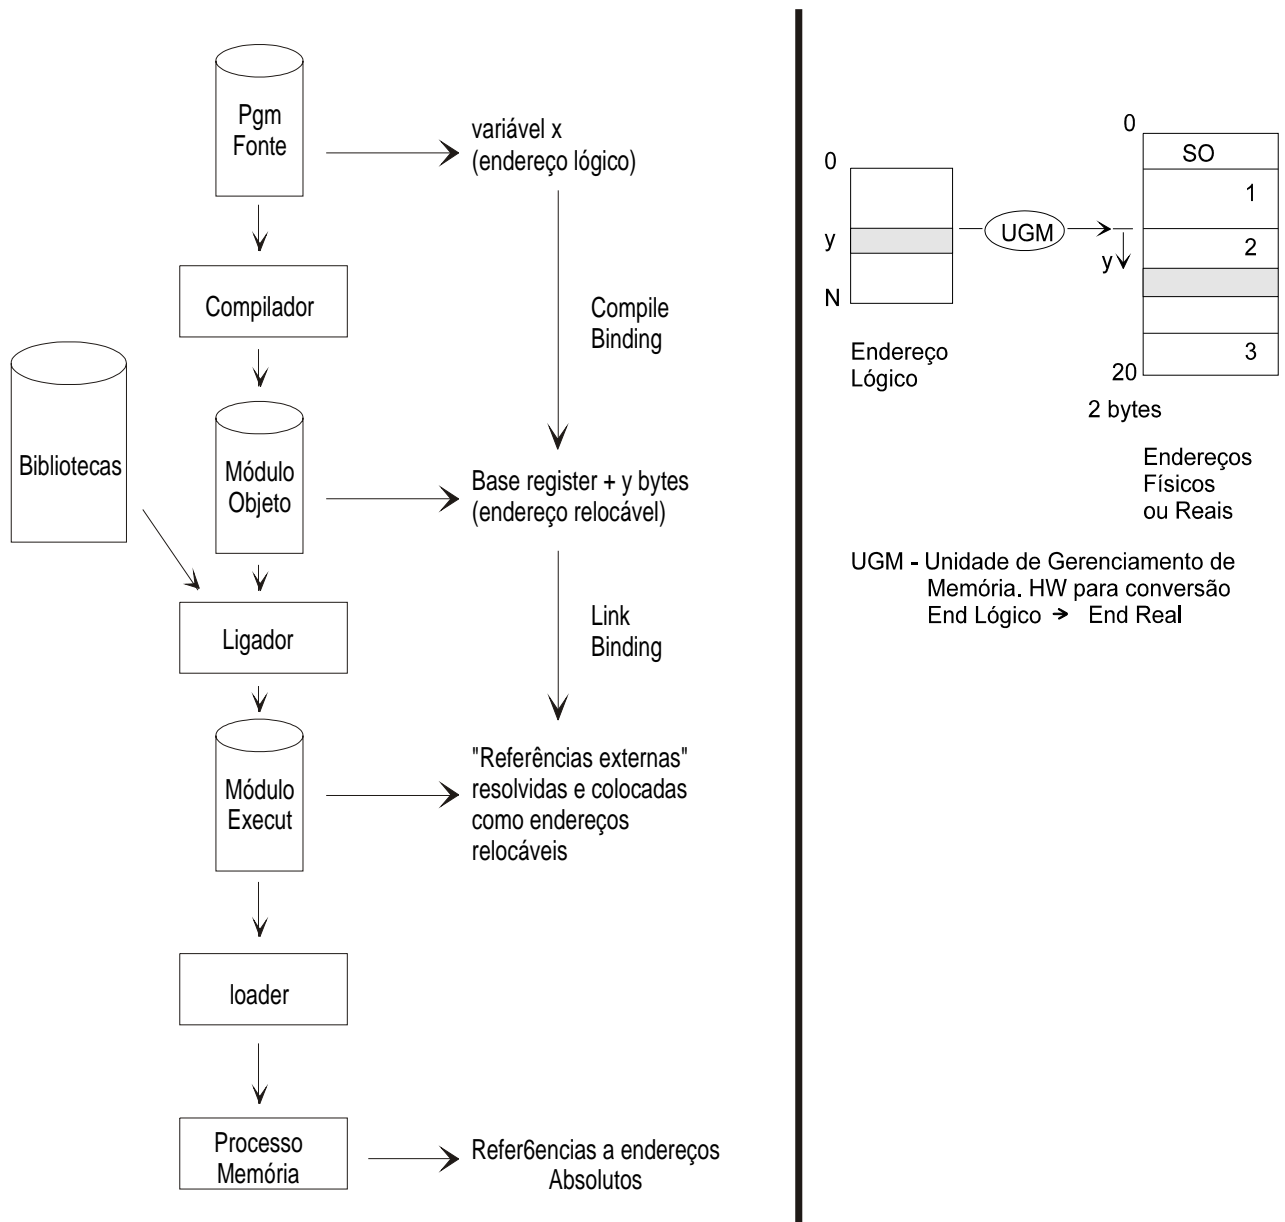 Pgm
Fonte
variável x
(endereço lógico)
Compilador
Compile
Binding
Bibliotecas
Módulo
Objeto
Base register + y bytes
(endereço relocável)
Ligador
Link
Binding
Módulo
Execut
"Referências externas"
resolvidas e colocadas
como endereços
relocáveis
loader
Processo
Memória
Refer6encias a endereços
Absolutos
0
y
N
Endereço
Lógico
UGM
0
SO
1
y
2
3
20
2 bytes
Endereços
Físicos
ou Reais
UGM - Unidade de Gerenciamento de
Memória. HW para conversão
End Lógico → End Real